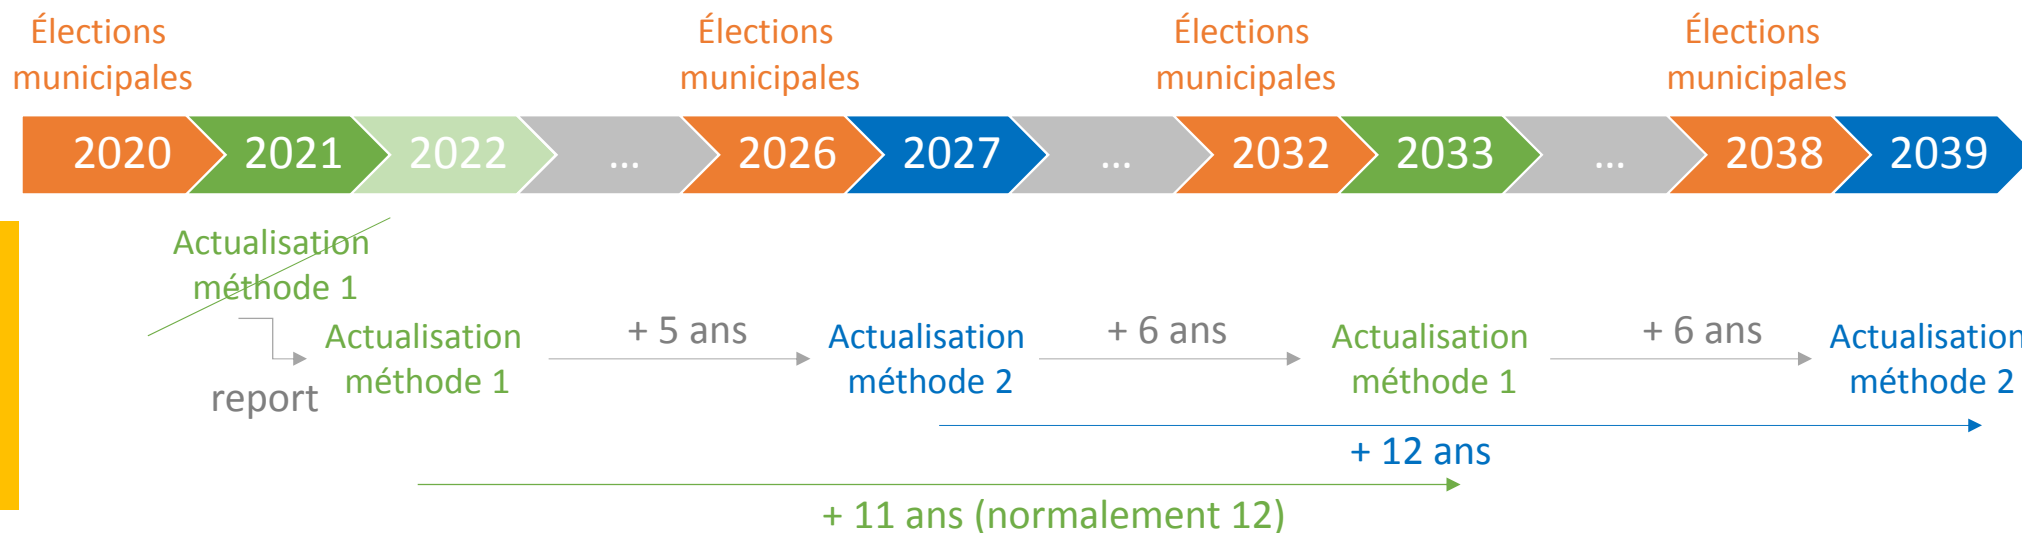 Élections
municipales
Élections
municipales
Élections
municipales
Élections
municipales
2020
2021
2022
...
2026
2027
...
2032
2033
...
2038
2039
Actualisation
méthode 1
report
Actualisation
méthode 1
+ 5 ans
Actualisation
méthode 2
+ 6 ans
Actualisation
méthode 1
+ 6 ans
Actualisation
méthode 2
+ 12 ans
+ 11 ans (normalement 12)